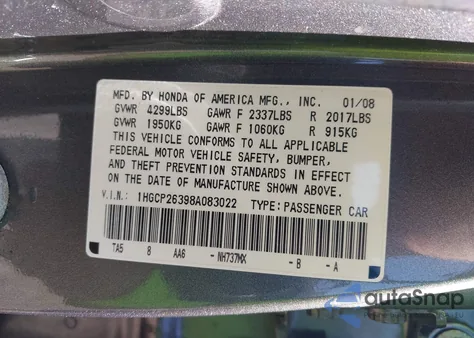 MFD. BY HONDA OF AMERICA MFG., INC. 01/08
GVWR 4299LBS GAWR F 2337LBS R 2017LBS
GVWR 1950KG GAWR F 1060KG R 915KG
THIS VEHICLE CONFORMS TO ALL APPLICABLE
FEDERAL MOTOR VEHICLE SAFETY, BUMPER,
AND THEFT PREVENTION STANDARDS IN EFFECT
ON THE DATE OF MANUFACTURE SHOWN ABOVE.
V.I.N.: 1HGCP26398A083022 TYPE: PASSENGER CAR
TA5 8 AA6 - NH737MX - B - A
autoSnap